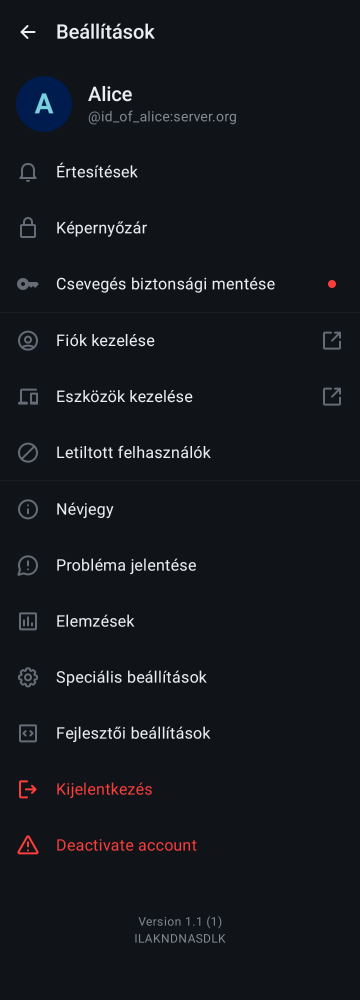 Beállítások
A
Alice
@id_of_alice:server.org
Értesítések
Képernyőzár
Csevegés biztonsági mentése
Fiók kezelése
Eszközök kezelése
Letiltott felhasználók
Névjegy
Probléma jelentése
Elemzések
Speciális beállítások
Fejlesztői beállítások
Kijelentkezés
Deactivate account
Version 1.1 (1)
ILAKNDNASDLK